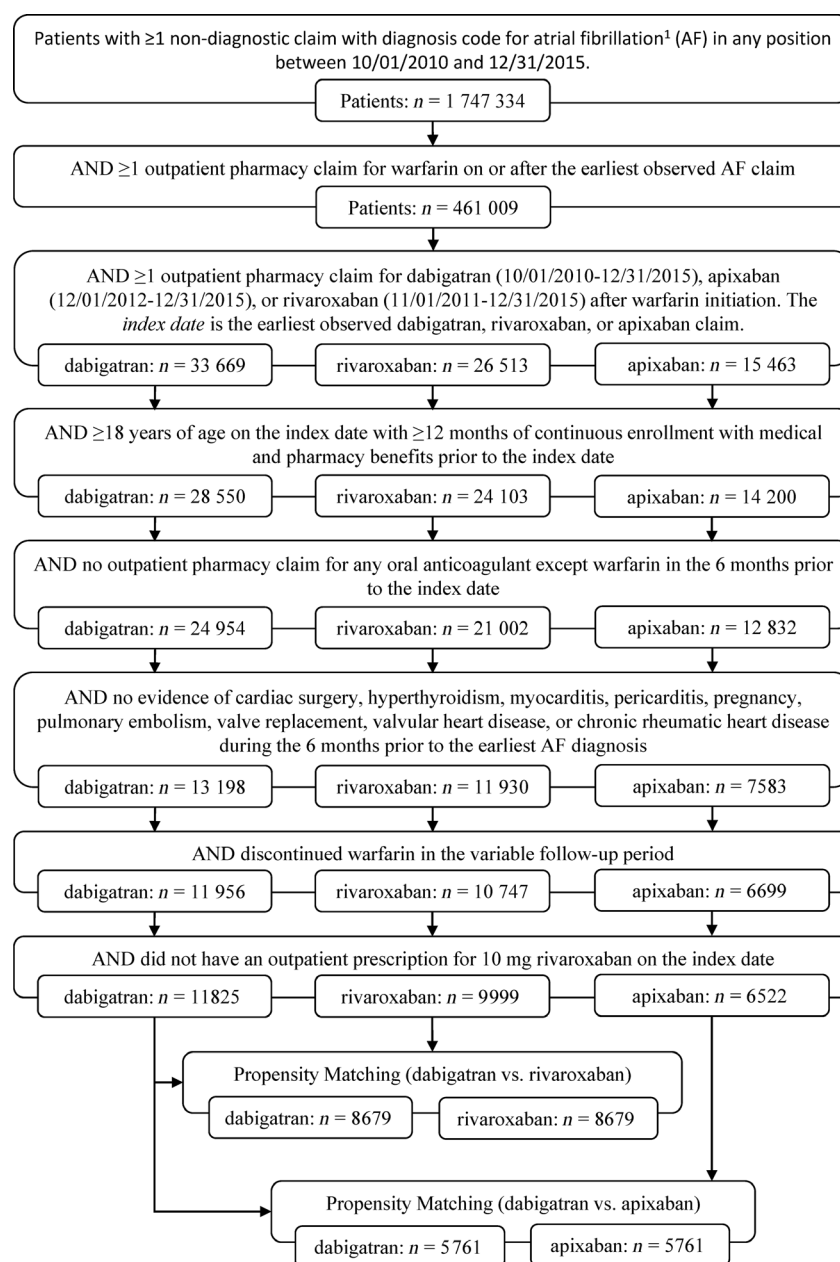 Patients with ≥1 non-diagnostic claim with diagnosis code for atrial fibrillation¹ (AF) in any position
between 10/01/2010 and 12/31/2015.
Patients: n = 1 747 334
AND ≥1 outpatient pharmacy claim for warfarin on or after the earliest observed AF claim
Patients: n = 461 009
AND ≥1 outpatient pharmacy claim for dabigatran (10/01/2010-12/31/2015), apixaban
(12/01/2012-12/31/2015), or rivaroxaban (11/01/2011-12/31/2015) after warfarin initiation. The
index date is the earliest observed dabigatran, rivaroxaban, or apixaban claim.
dabigatran: n = 33 669 rivaroxaban: n = 26 513 apixaban: n = 15 463
AND ≥18 years of age on the index date with ≥12 months of continuous enrollment with medical
and pharmacy benefits prior to the index date
dabigatran: n = 28 550 rivaroxaban: n = 24 103 apixaban: n = 14 200
AND no outpatient pharmacy claim for any oral anticoagulant except warfarin in the 6 months prior
to the index date
dabigatran: n = 24 954 rivaroxaban: n = 21 002 apixaban: n = 12 832
AND no evidence of cardiac surgery, hyperthyroidism, myocarditis, pericarditis, pregnancy,
pulmonary embolism, valve replacement, valvular heart disease, or chronic rheumatic heart disease
during the 6 months prior to the earliest AF diagnosis
dabigatran: n = 13 198 rivaroxaban: n = 11 930 apixaban: n = 7583
AND discontinued warfarin in the variable follow-up period
dabigatran: n = 11 956 rivaroxaban: n = 10 747 apixaban: n = 6699
AND did not have an outpatient prescription for 10 mg rivaroxaban on the index date
dabigatran: n = 11825 rivaroxaban: n = 9999 apixaban: n = 6522
Propensity Matching (dabigatran vs. rivaroxaban)
dabigatran: n = 8679 rivaroxaban: n = 8679
Propensity Matching (dabigatran vs. apixaban)
dabigatran: n = 5761 apixaban: n = 5761